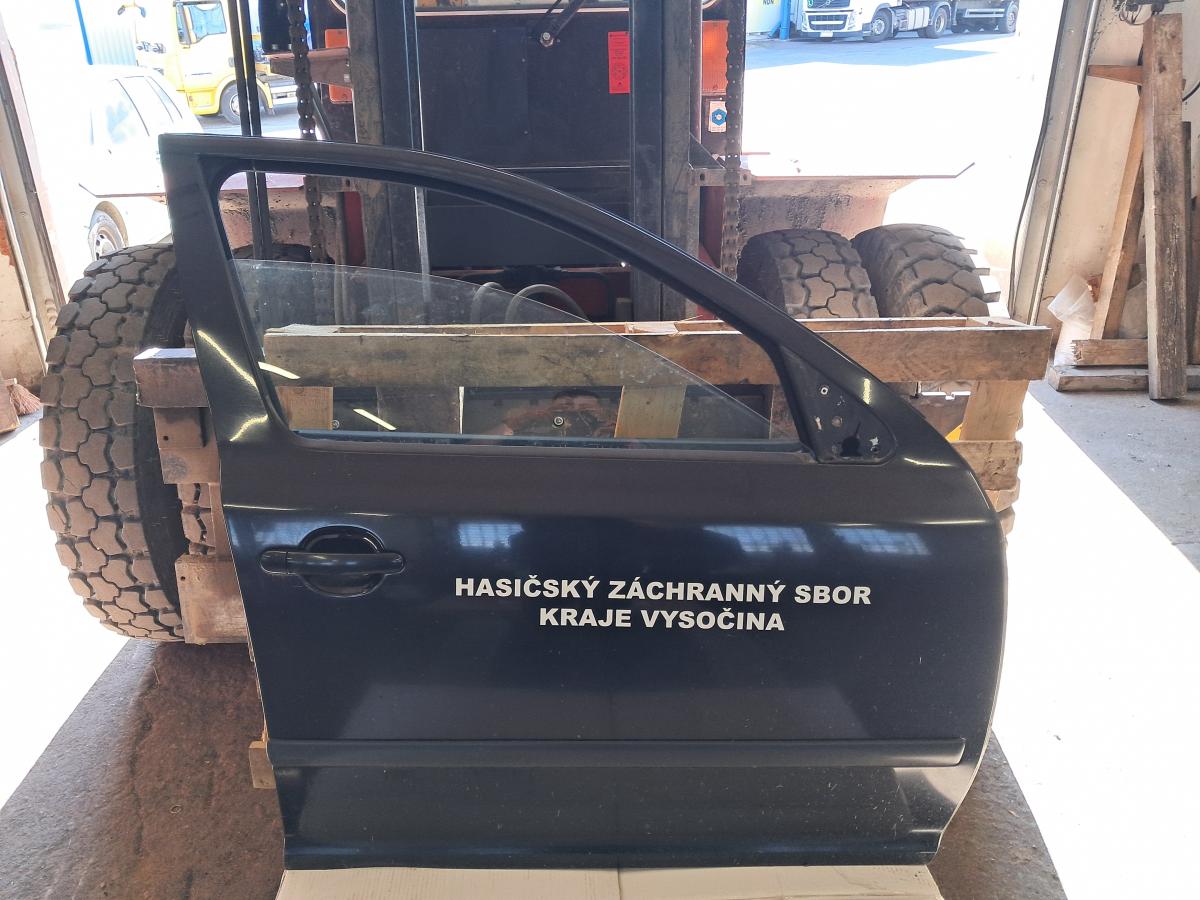 HASIČSKÝ ZÁCHRANNÝ SBOR
KRAJE VYSOČINA